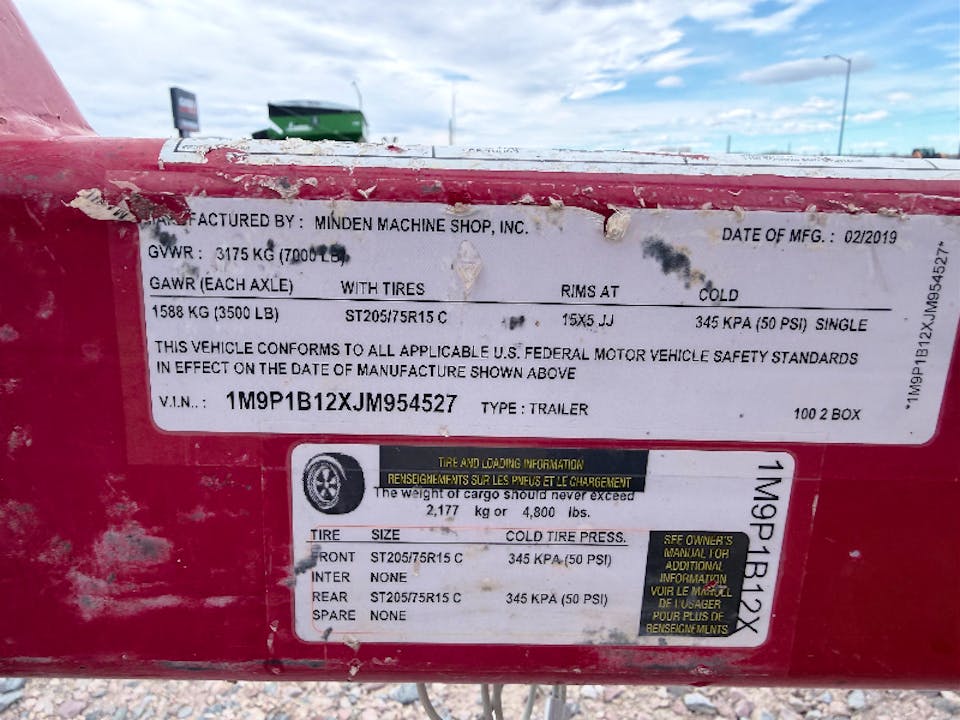 MANUFACTURED BY : MINDEN MACHINE SHOP, INC.
DATE OF MFG. : 02/2019
GVWR : 3175 KG (7000 LB)
GAWR (EACH AXLE) WITH TIRES RIMS AT COLD
1588 KG (3500 LB) ST205/75R15 C 15X5 JJ 345 KPA (50 PSI) SINGLE
THIS VEHICLE CONFORMS TO ALL APPLICABLE U.S. FEDERAL MOTOR VEHICLE SAFETY STANDARDS
IN EFFECT ON THE DATE OF MANUFACTURE SHOWN ABOVE
V.I.N.. : 1M9P1B12XJM954527 TYPE : TRAILER 100 2 BOX
*1M9P1B12XJM954527*
TIRE AND LOADING INFORMATION
RENSEIGNEMENTS SUR LES PNEUS ET LE CHARGEMENT
The weight of cargo should never exceed
2,177 kg or 4,800 lbs.
TIRE SIZE COLD TIRE PRESS.
FRONT ST205/75R15 C 345 KPA (50 PSI)
INTER NONE
REAR ST205/75R15 C 345 KPA (50 PSI)
SPARE NONE
SEE OWNER'S
MANUAL FOR
ADDITIONAL
INFORMATION
VOIR LE MANUEL
DE L'USAGER
POUR PLUS DE
RENSEIGNEMENTS
1M9P1B12X